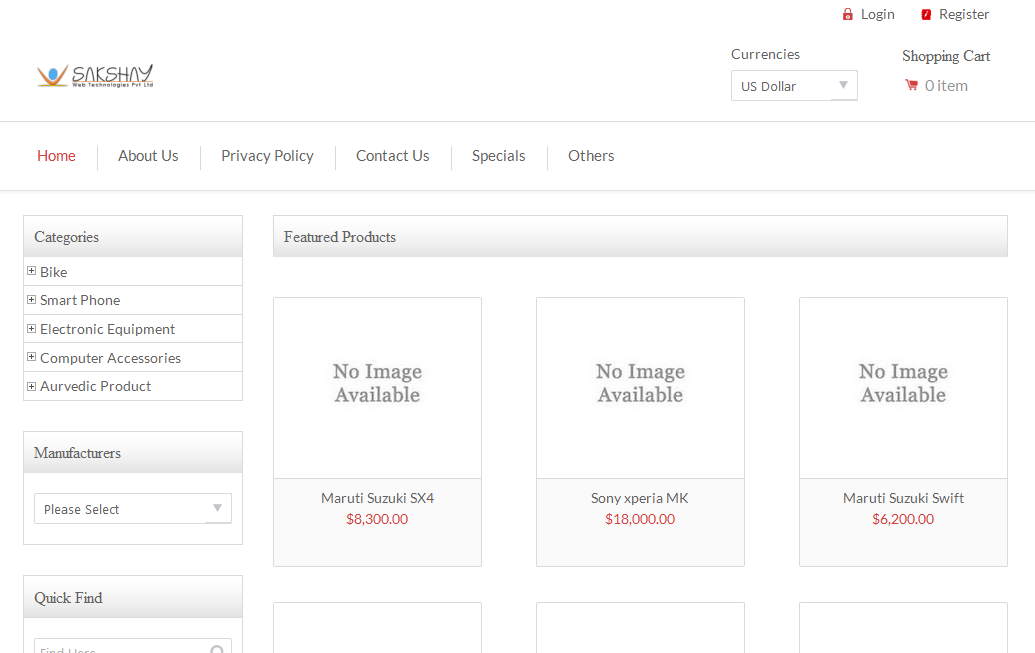 Login
Register
SAKSHAY
Web Technologies Pvt Ltd
Currencies
US Dollar
Shopping Cart
0 item
Home
About Us
Privacy Policy
Contact Us
Specials
Others
Categories
Bike
Smart Phone
Electronic Equipment
Computer Accessories
Aurvedic Product
Manufacturers
Please Select
Quick Find
Find Here
Featured Products
No Image
Available
Maruti Suzuki SX4
$8,300.00
No Image
Available
Sony xperia MK
$18,000.00
No Image
Available
Maruti Suzuki Swift
$6,200.00